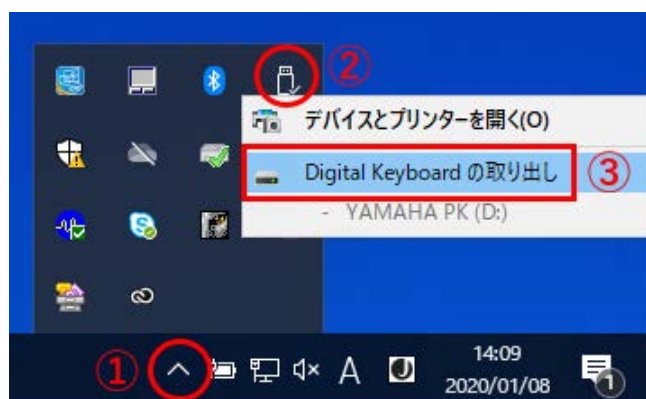 ②
デバイスとプリンターを開く(O)
Digital Keyboard の取り出し
③
- YAMAHA PK (D:)
①
A
14:09
2020/01/08
1